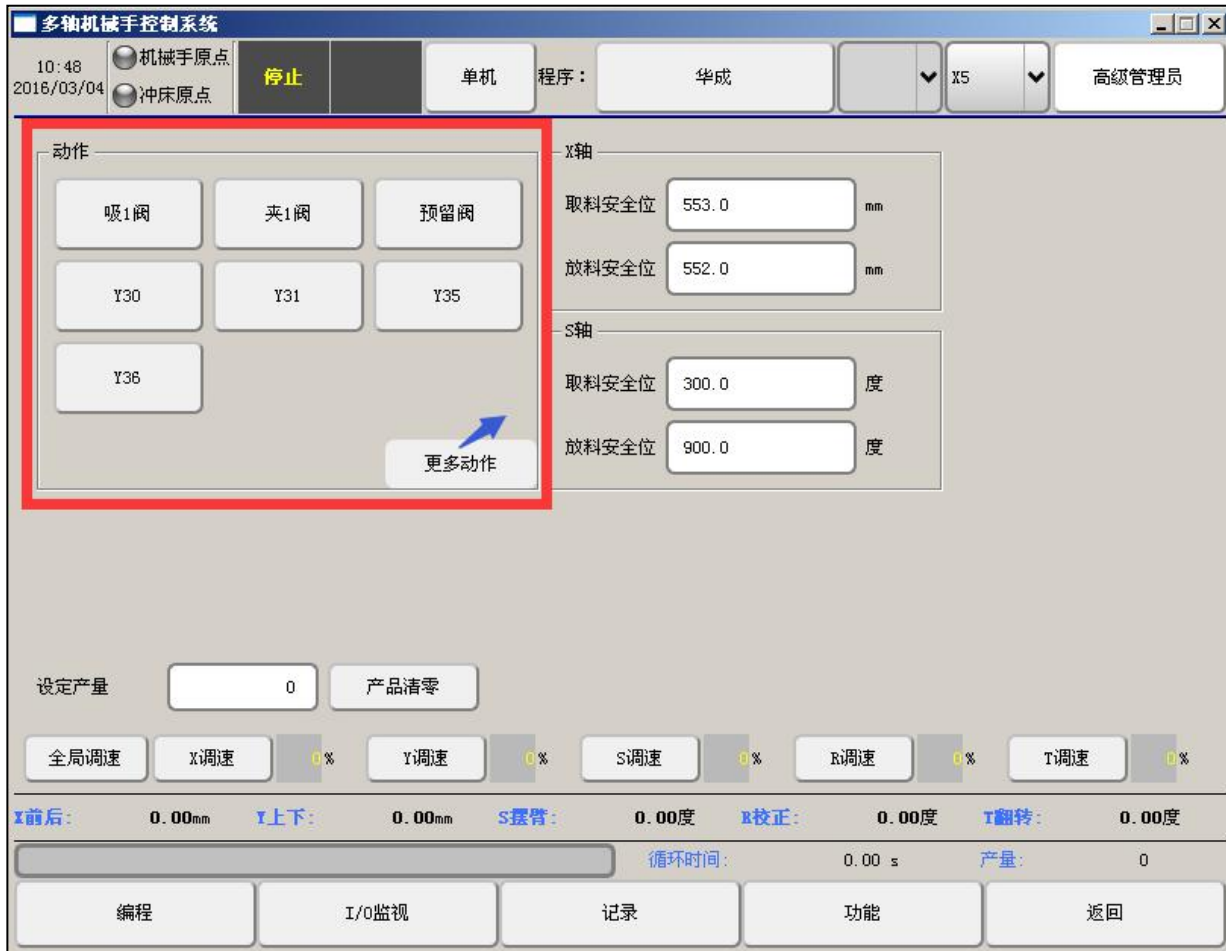 多轴机械手控制系统
10:48
2016/03/04
机械手原点
冲床原点
停止
单机
程序：
华成
X5
高级管理员
动作
吸1阀 夹1阀 预留阀
Y30 Y31 Y35
Y36
更多动作
X轴
取料安全位 553.0 mm
放料安全位 552.0 mm
S轴
取料安全位 300.0 度
放料安全位 900.0 度
设定产量 0 产品清零
全局调速 X调速 0% Y调速 0% S调速 0% R调速 0% T调速 0%
X前后: 0.00mm Y上下: 0.00mm S摆臂: 0.00度 R校正: 0.00度 T翻转: 0.00度
循环时间: 0.00 s 产量: 0
编程 I/O监视 记录 功能 返回